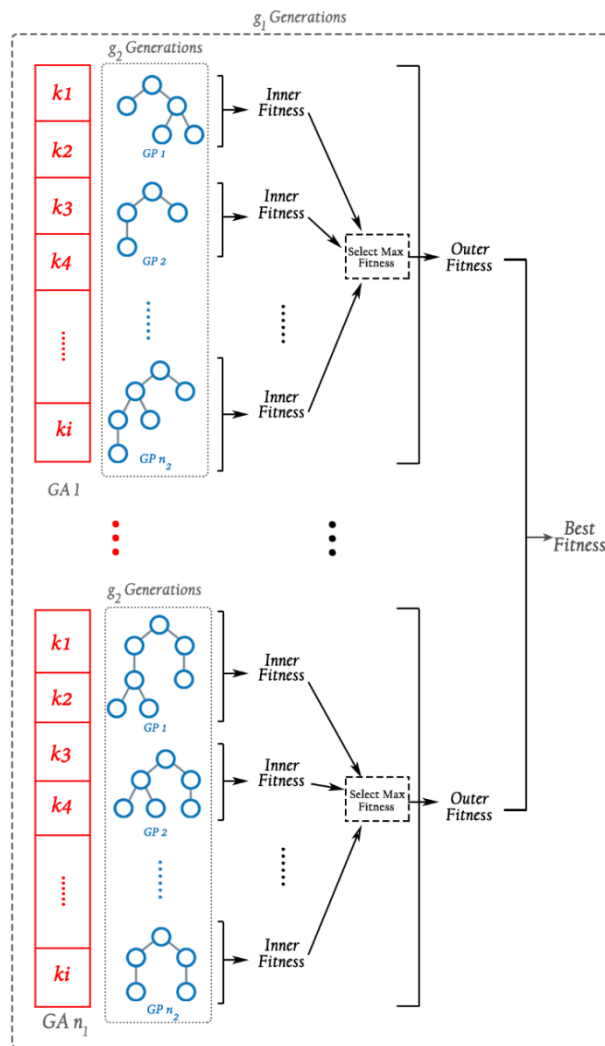 g₁ Generations
g₂ Generations
k1
k2
k3
k4
ki
GA 1
GP 1
GP 2
GP n₂
Inner
Fitness
Inner
Fitness
Inner
Fitness
Select Max
Fitness
Outer
Fitness
Best
Fitness
g₂ Generations
k1
k2
k3
k4
ki
GA n₁
GP 1
GP 2
GP n₂
Inner
Fitness
Inner
Fitness
Inner
Fitness
Select Max
Fitness
Outer
Fitness